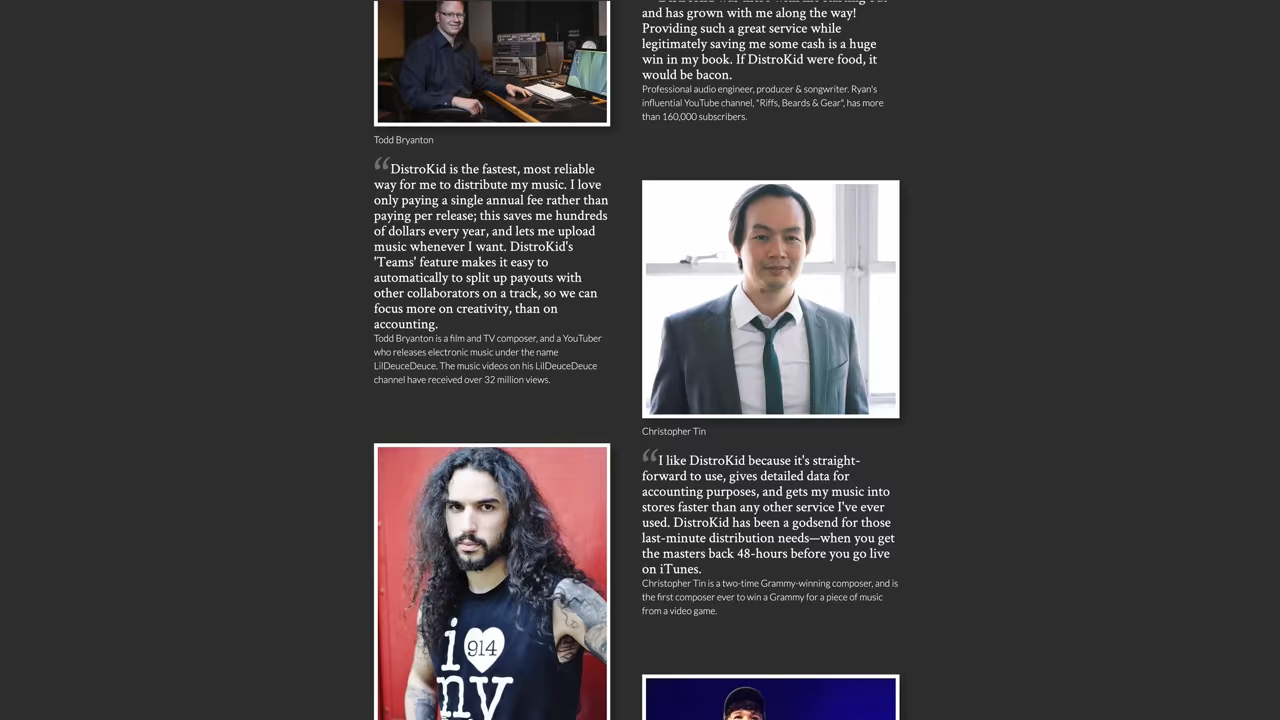 Todd Bryanton
“DistroKid is the fastest, most reliable
way for me to distribute my music. I love
only paying a single annual fee rather than
paying per release; this saves me hundreds
of dollars every year, and lets me upload
music whenever I want. DistroKid's
'Teams' feature makes it easy to
automatically to split up payouts with
other collaborators on a track, so we can
focus more on creativity, than on
accounting.
Todd Bryanton is a film and TV composer, and a YouTuber
who releases electronic music under the name
LilDeuceDeuce. The music videos on his LilDeuceDeuce
channel have received over 32 million views.
i
914
ny
and has grown with me along the way!
Providing such a great service while
legitimately saving me some cash is a huge
win in my book. If DistroKid were food, it
would be bacon.
Professional audio engineer, producer & songwriter. Ryan's
influential YouTube channel, "Riffs, Beards & Gear", has more
than 160,000 subscribers.
Christopher Tin
“I like DistroKid because it's straight-
forward to use, gives detailed data for
accounting purposes, and gets my music into
stores faster than any other service I've ever
used. DistroKid has been a godsend for those
last-minute distribution needs—when you get
the masters back 48-hours before you go live
on iTunes.
Christopher Tin is a two-time Grammy-winning composer, and is
the first composer ever to win a Grammy for a piece of music
from a video game.